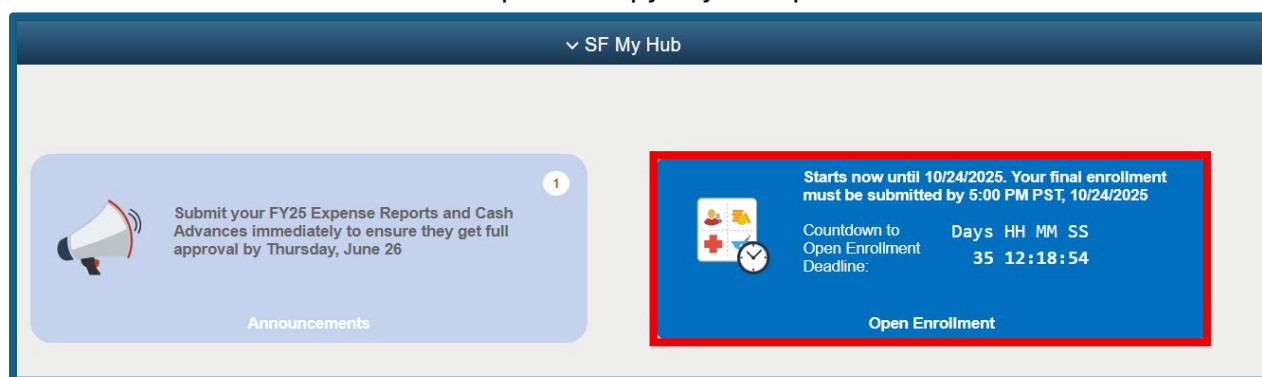 SF My Hub
1
Submit your FY25 Expense Reports and Cash
Advances immediately to ensure they get full
approval by Thursday, June 26
Announcements
Starts now until 10/24/2025. Your final enrollment
must be submitted by 5:00 PM PST, 10/24/2025
Countdown to
Open Enrollment
Deadline:
Days HH MM SS
35 12:18:54
Open Enrollment